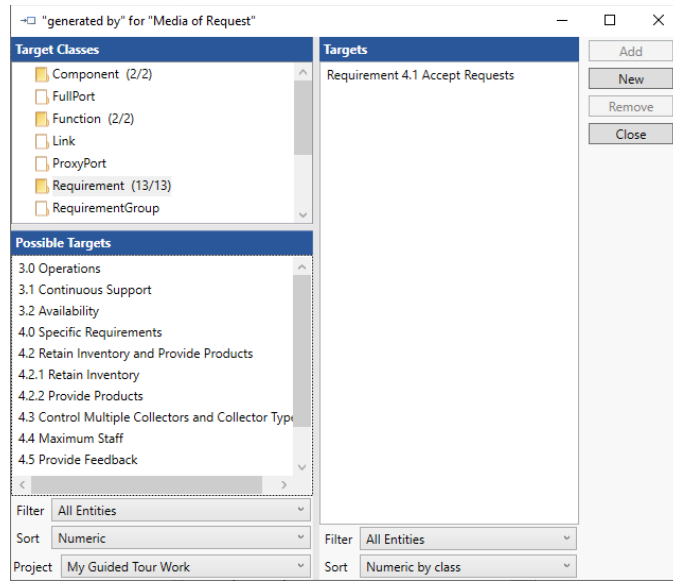 "generated by" for "Media of Request"
Target Classes
Component (2/2)
FullPort
Function (2/2)
Link
ProxyPort
Requirement (13/13)
RequirementGroup
Possible Targets
3.0 Operations
3.1 Continuous Support
3.2 Availability
4.0 Specific Requirements
4.2 Retain Inventory and Provide Products
4.2.1 Retain Inventory
4.2.2 Provide Products
4.3 Control Multiple Collectors and Collector Type
4.4 Maximum Staff
4.5 Provide Feedback
Filter All Entities
Sort Numeric
Project My Guided Tour Work
Targets
Requirement 4.1 Accept Requests
Filter All Entities
Sort Numeric by class
Add
New
Remove
Close